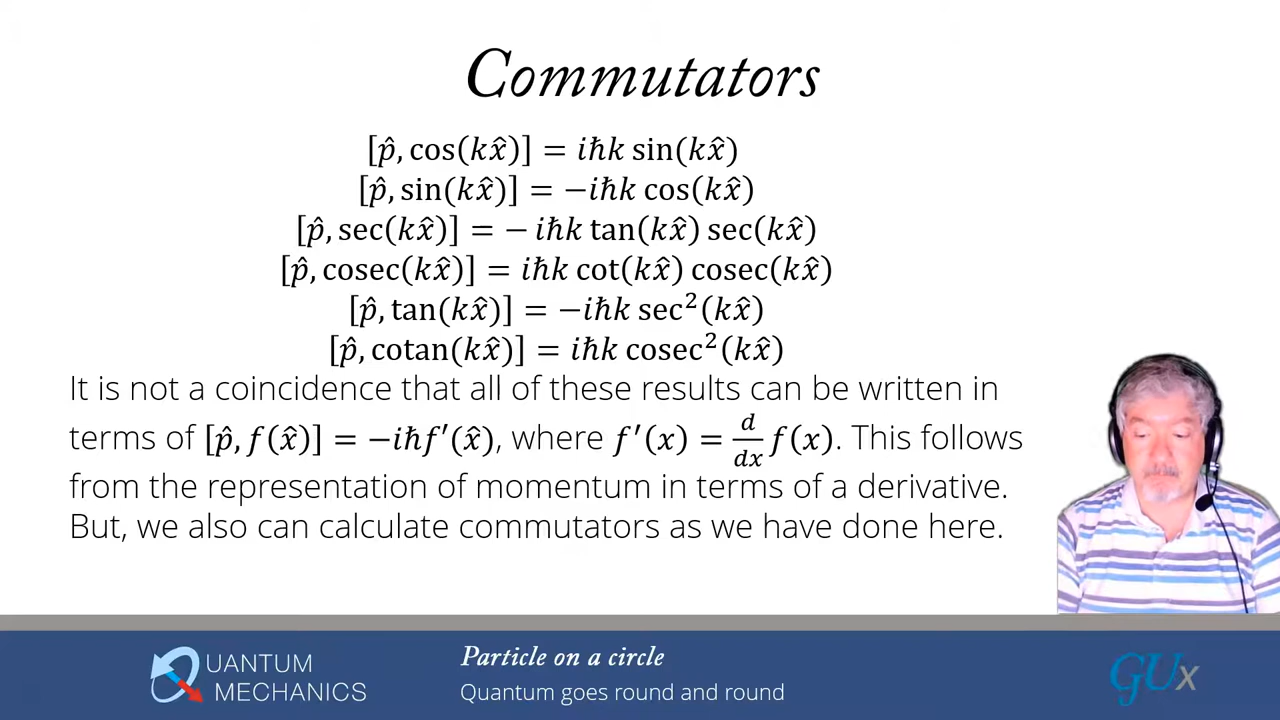 Commutators
[p̂, cos(kx̂)] = iħk sin(kx̂)
[p̂, sin(kx̂)] = −iħk cos(kx̂)
[p̂, sec(kx̂)] = − iħk tan(kx̂) sec(kx̂)
[p̂, cosec(kx̂)] = iħk cot(kx̂) cosec(kx̂)
[p̂, tan(kx̂)] = −iħk sec²(kx̂)
[p̂, cotan(kx̂)] = iħk cosec²(kx̂)
It is not a coincidence that all of these results can be written in
terms of [p̂, f(x̂)] = −iħf′(x̂), where f′(x) = d/dx f(x). This follows
from the representation of momentum in terms of a derivative.
But, we also can calculate commutators as we have done here.
QUANTUM
MECHANICS
Particle on a circle
Quantum goes round and round
GUx